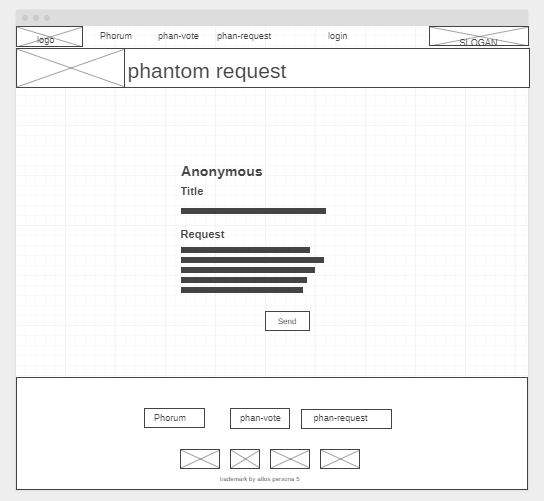 logo Phorum phan-vote phan-request login SLOGAN
phantom request
Anonymous
Title
Request
Send
Phorum phan-vote phan-request
trademark by atlus persona 5